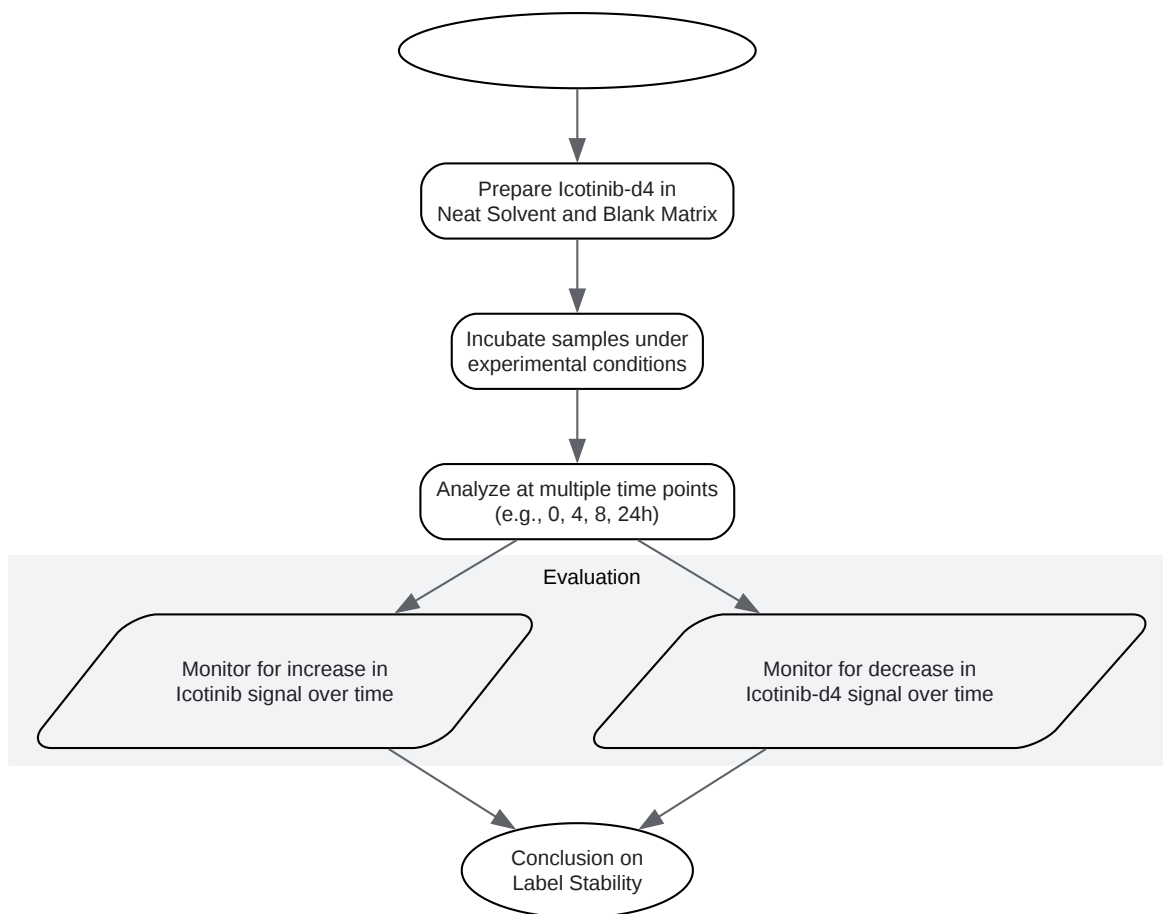 Prepare Icotinib-d4 in
Neat Solvent and Blank Matrix
Incubate samples under
experimental conditions
Analyze at multiple time points
(e.g., 0, 4, 8, 24h)
Evaluation
Monitor for increase in
Icotinib signal over time
Monitor for decrease in
Icotinib-d4 signal over time
Conclusion on
Label Stability